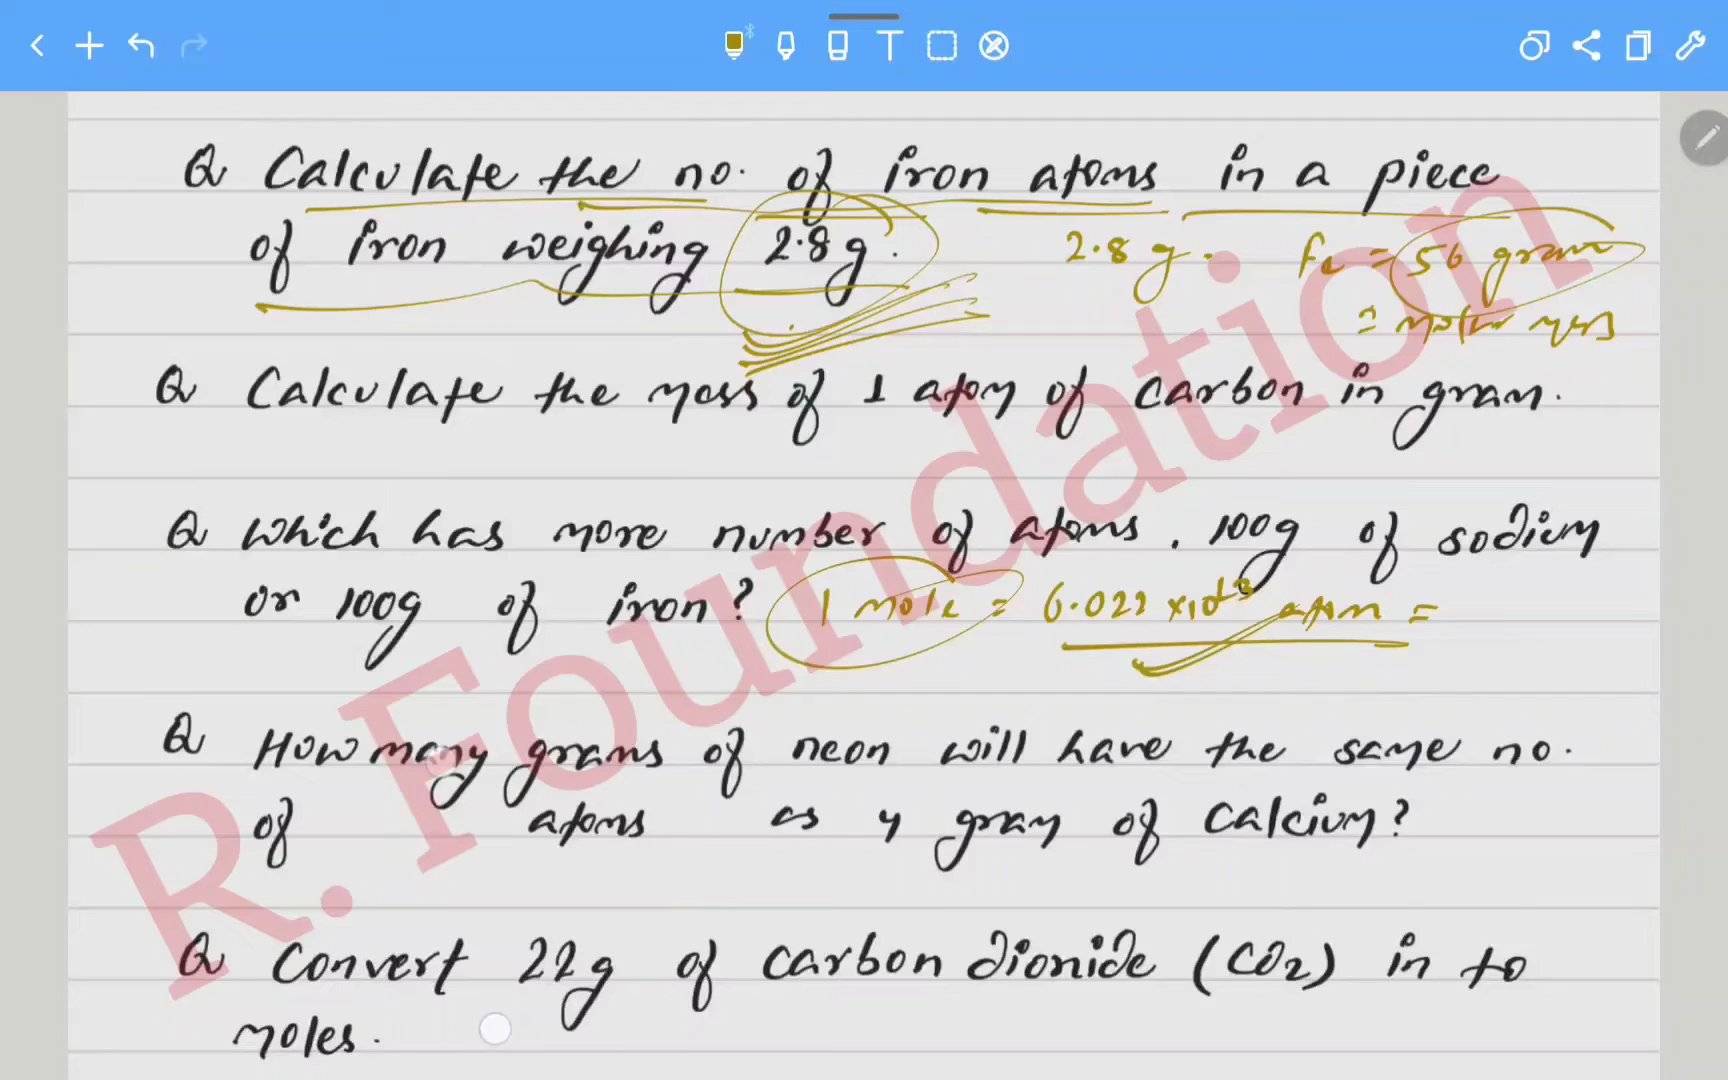 Q Calculate the no. of iron atoms in a piece
of iron weighing 2.8g.
2.8 g. Fe = 56 gram
= molar mass
Q Calculate the mass of 1 atom of carbon in gram.
Q Which has more number of atoms. 100g of sodium
or 100g of iron?
1 mole = 6.022 x10²³ atom =
Q How many grams of neon will have the same no.
of atoms as 4 gram of Calcium?
Q Convert 22g of carbon dioxide (CO2) in to
moles.
R. Foundation